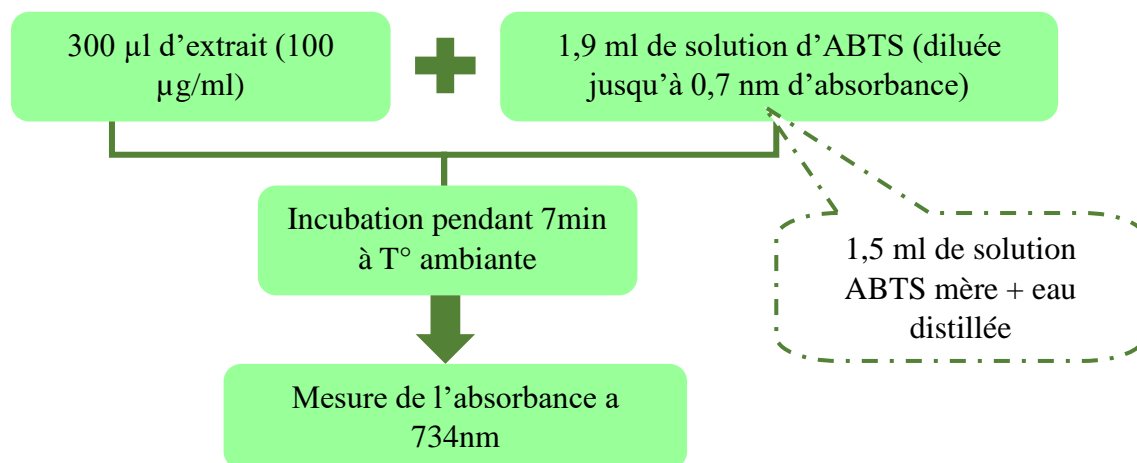 300 µl d’extrait (100
µg/ml)
1,9 ml de solution d’ABTS (diluée
jusqu’à 0,7 nm d’absorbance)
Incubation pendant 7min
à T° ambiante
1,5 ml de solution
ABTS mère + eau
distillée
Mesure de l’absorbance a
734nm